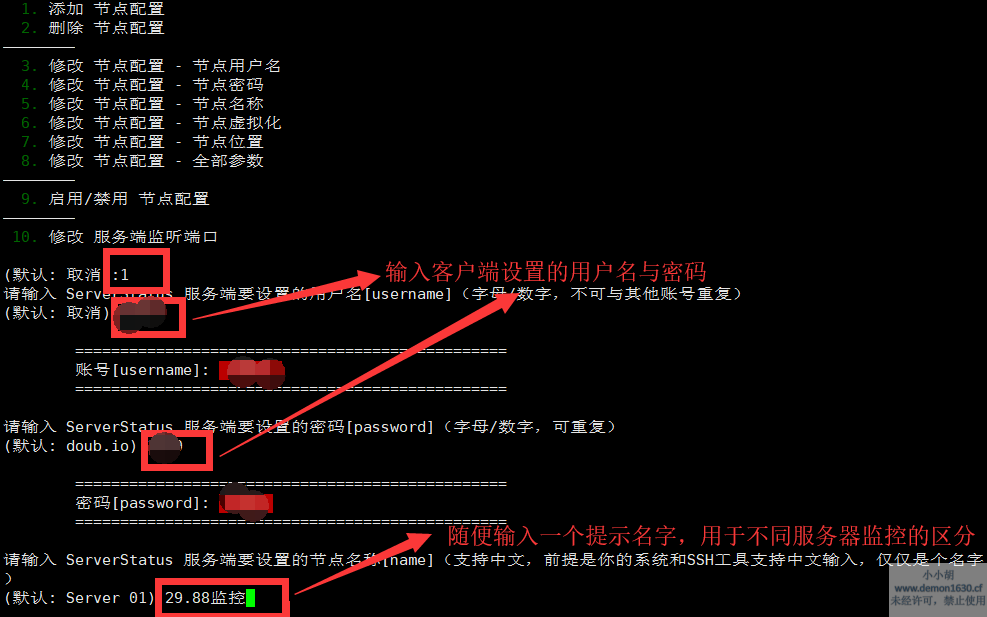 1. 添加 节点配置
2. 删除 节点配置
3. 修改 节点配置 - 节点用户名
4. 修改 节点配置 - 节点密码
5. 修改 节点配置 - 节点名称
6. 修改 节点配置 - 节点虚拟化
7. 修改 节点配置 - 节点位置
8. 修改 节点配置 - 全部参数
9. 启用/禁用 节点配置
10. 修改 服务端监听端口
(默认: 取消):1
输入客户端设置的用户名与密码
请输入 ServerStatus 服务端要设置的用户名[username]（字母/数字，不可与其他账号重复）
(默认: 取消)
================================================
账号[username]:
================================================
请输入 ServerStatus 服务端要设置的密码[password]（字母/数字，可重复）
(默认: doub.io)
================================================
密码[password]:
================================================
随便输入一个提示名字，用于不同服务器监控的区分
请输入 ServerStatus 服务端要设置的节点名称[name]（支持中文，前提是你的系统和SSH工具支持中文输入，仅仅是个名字
）
(默认: Server 01) 29.88监控
小小胡
www.demon1630.cf
未经许可，禁止使用